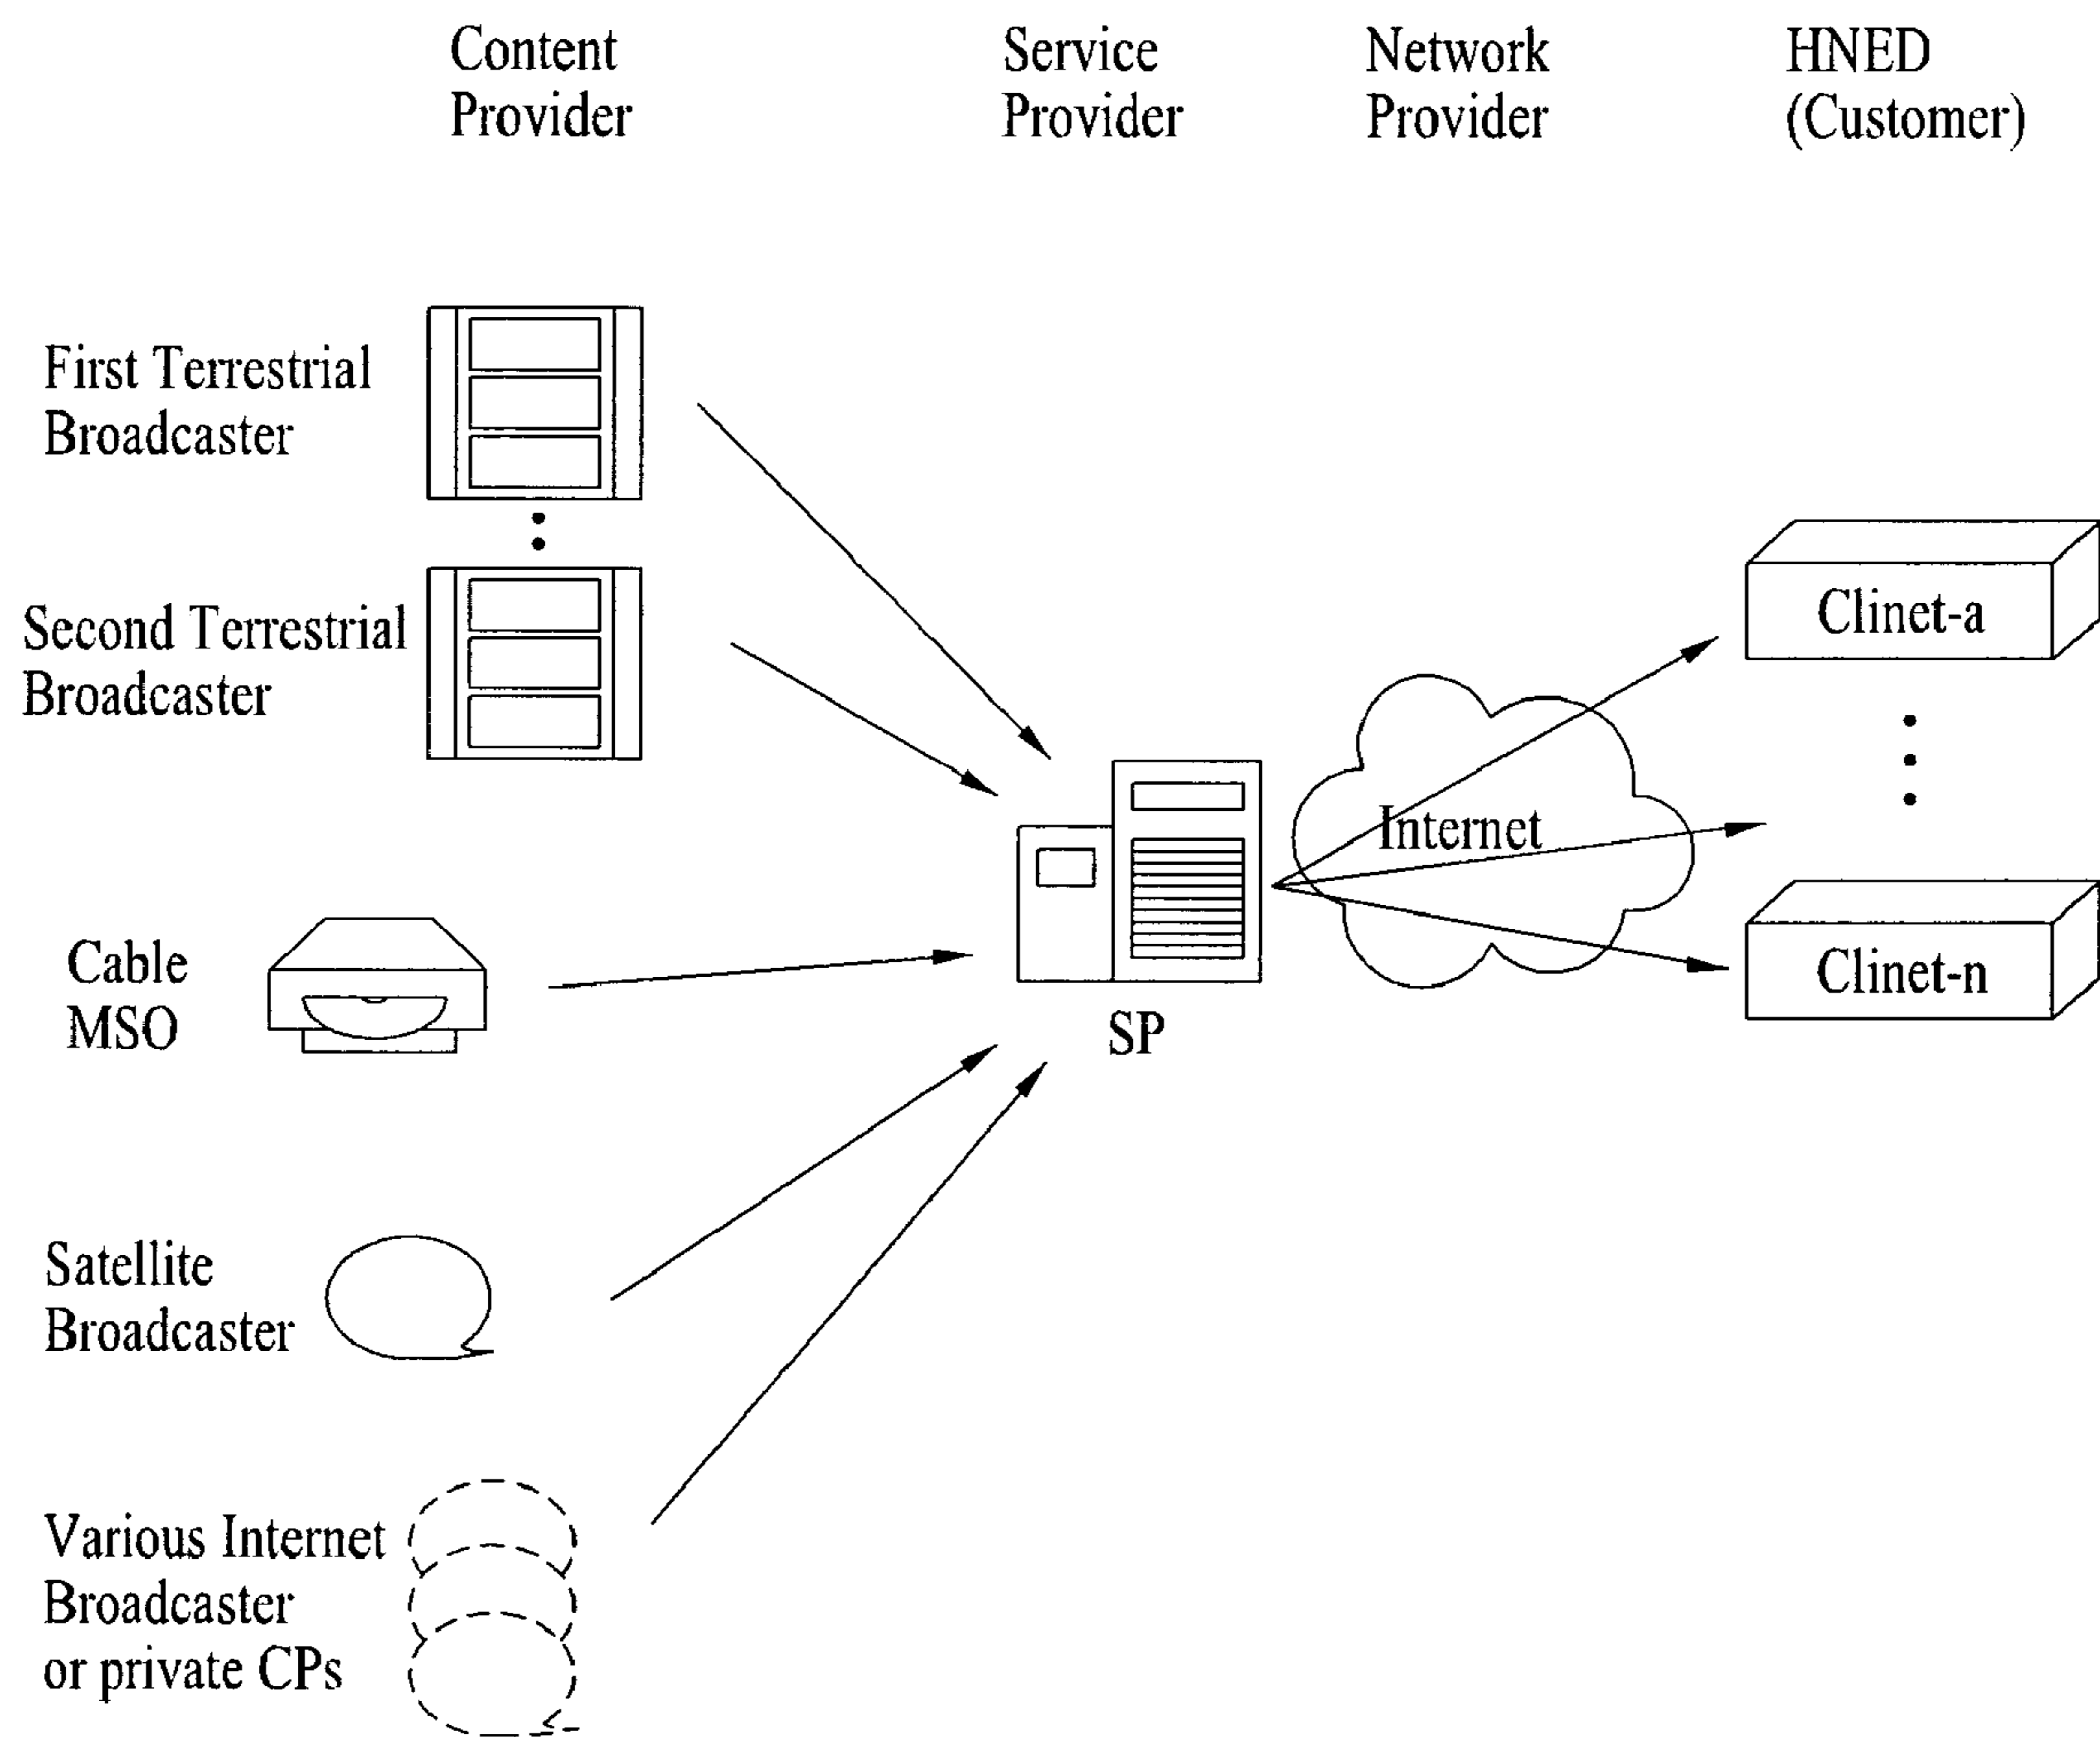 Content
Provider
Service
Provider
Network
Provider
HNED
(Customer)
First Terrestrial
Broadcaster
Second Terrestrial
Broadcaster
Clinet-a
Internet
Cable
MSO
SP
Clinet-n
Satellite
Broadcaster
Various Internet
Broadcaster
or private CPs